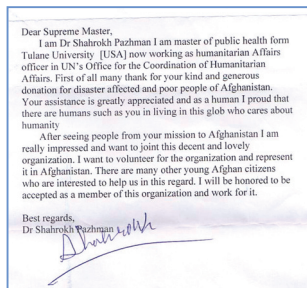 Dear Supreme Master,
I am Dr Shahrokh Pazhman I am master of public health form
Tulane University [USA] now working as humanitarian Affairs
officer in UN's Office for the Coordination of Humanitarian
Affairs. First of all many thank for your kind and generous
donation for disaster affected and poor people of Afghanistan.
Your assistance is greatly appreciated and as a human I proud that
there are humans such as you in living in this glob who cares about
humanity
After seeing people from your mission to Afghanistan I am
really impressed and want to joint this decent and lovely
organization. I want to volunteer for the organization and represent
it in Afghanistan. There are many other young Afghan citizens
who are interested to help us in this regard. I will be honored to be
accepted as a member of this organization and work for it.
Best regards,
Dr Shahrokh Pazhman
Shahrokh